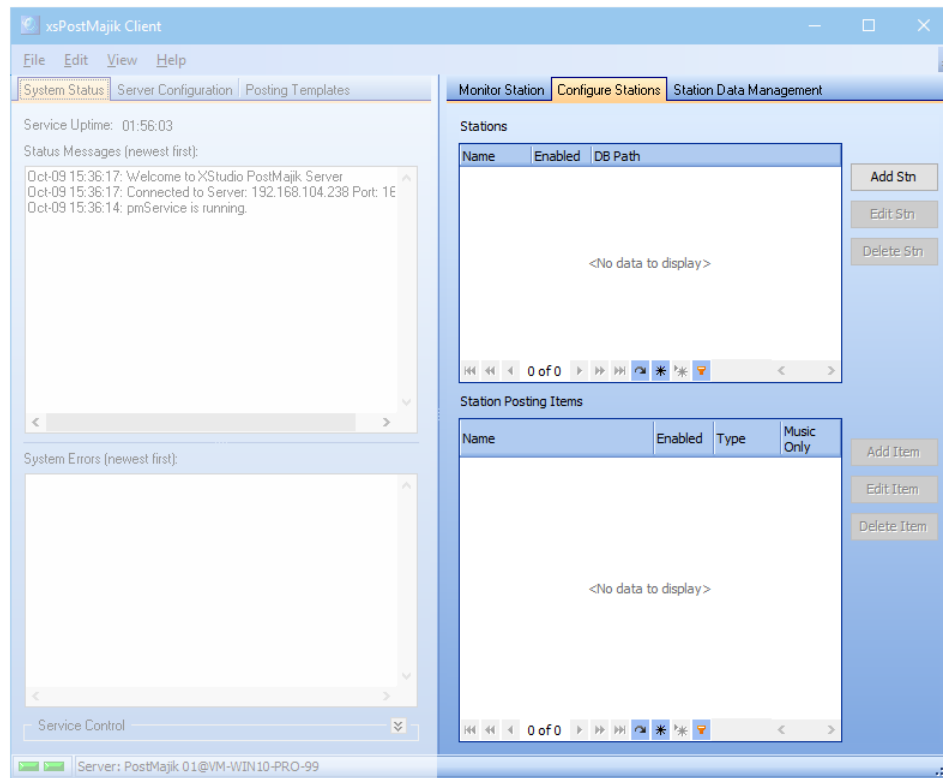 xsPostMajik Client
File Edit View Help
System Status Server Configuration Posting Templates
Service Uptime: 01:56:03
Status Messages (newest first):
Oct-09 15:36:17: Welcome to XStudio PostMajik Server
Oct-09 15:36:17: Connected to Server: 192.168.104.238 Port: 16
Oct-09 15:36:14: pmService is running.
System Errors (newest first):
Service Control
Server: PostMajik 01@VM-WIN10-PRO-99
Monitor Station Configure Stations Station Data Management
Stations
Name Enabled DB Path
<No data to display>
0 of 0
Add Stn
Edit Stn
Delete Stn
Station Posting Items
Name Enabled Type Music Only
<No data to display>
0 of 0
Add Item
Edit Item
Delete Item